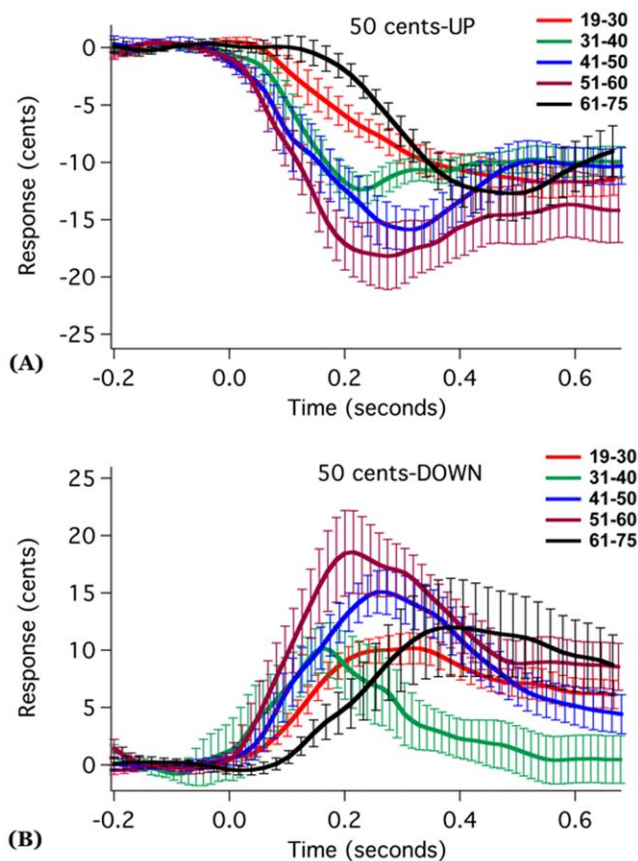 50 cents-UP
19-30
31-40
41-50
51-60
61-75
0
-5
-10
-15
-20
-25
Response (cents)
(A)
-0.2 0.0 0.2 0.4 0.6
Time (seconds)
50 cents-DOWN
19-30
31-40
41-50
51-60
61-75
25
20
15
10
5
0
Response (cents)
(B)
-0.2 0.0 0.2 0.4 0.6
Time (seconds)